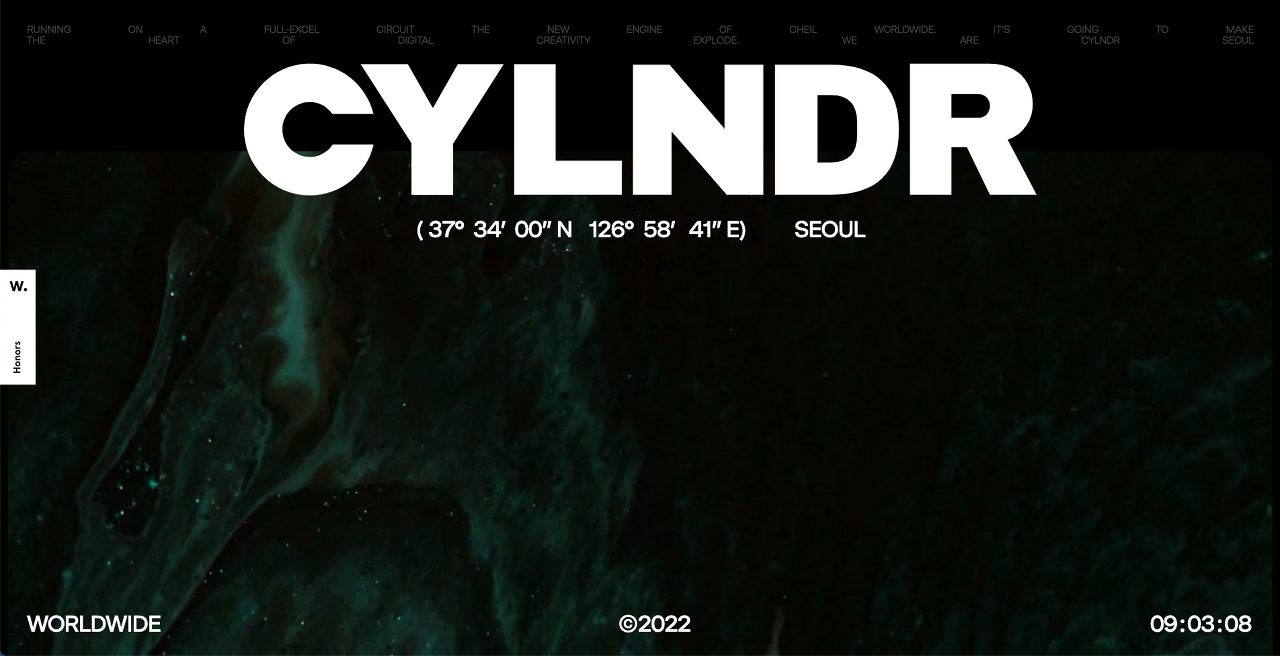 RUNNING ON A FULL-EXCEL CIRCUIT THE NEW ENGINE OF CHEIL WORLDWIDE. IT'S GOING TO MAKE
THE HEART OF DIGITAL CREATIVITY EXPLODE. WE ARE CYLNDR SEOUL
CYLNDR
( 37° 34′ 00″ N 126° 58′ 41″ E) SEOUL
W.
Honors
WORLDWIDE ©2022 09:03:08